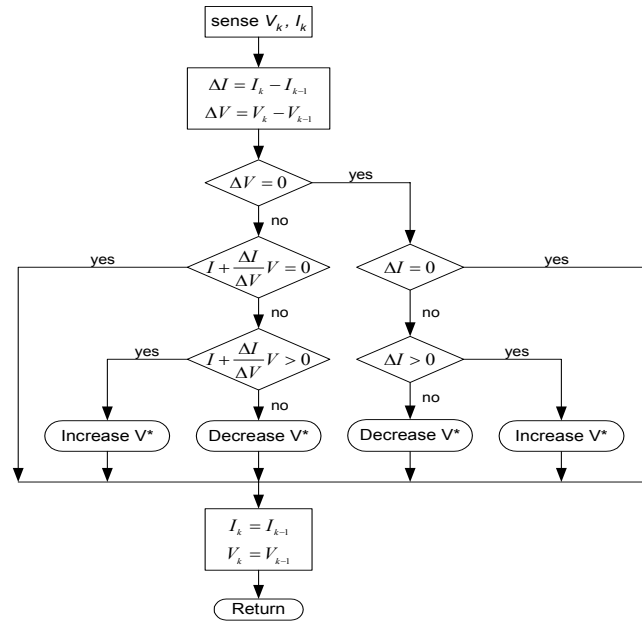 sense V_k, I_k
ΔI = I_k − I_{k−1}
ΔV = V_k − V_{k−1}
ΔV = 0
yes
no
yes
I + ΔI/ΔV V = 0
ΔI = 0
yes
no
no
yes
I + ΔI/ΔV V > 0
ΔI > 0
yes
no
no
Increase V*
Decrease V*
Decrease V*
Increase V*
I_k = I_{k−1}
V_k = V_{k−1}
Return